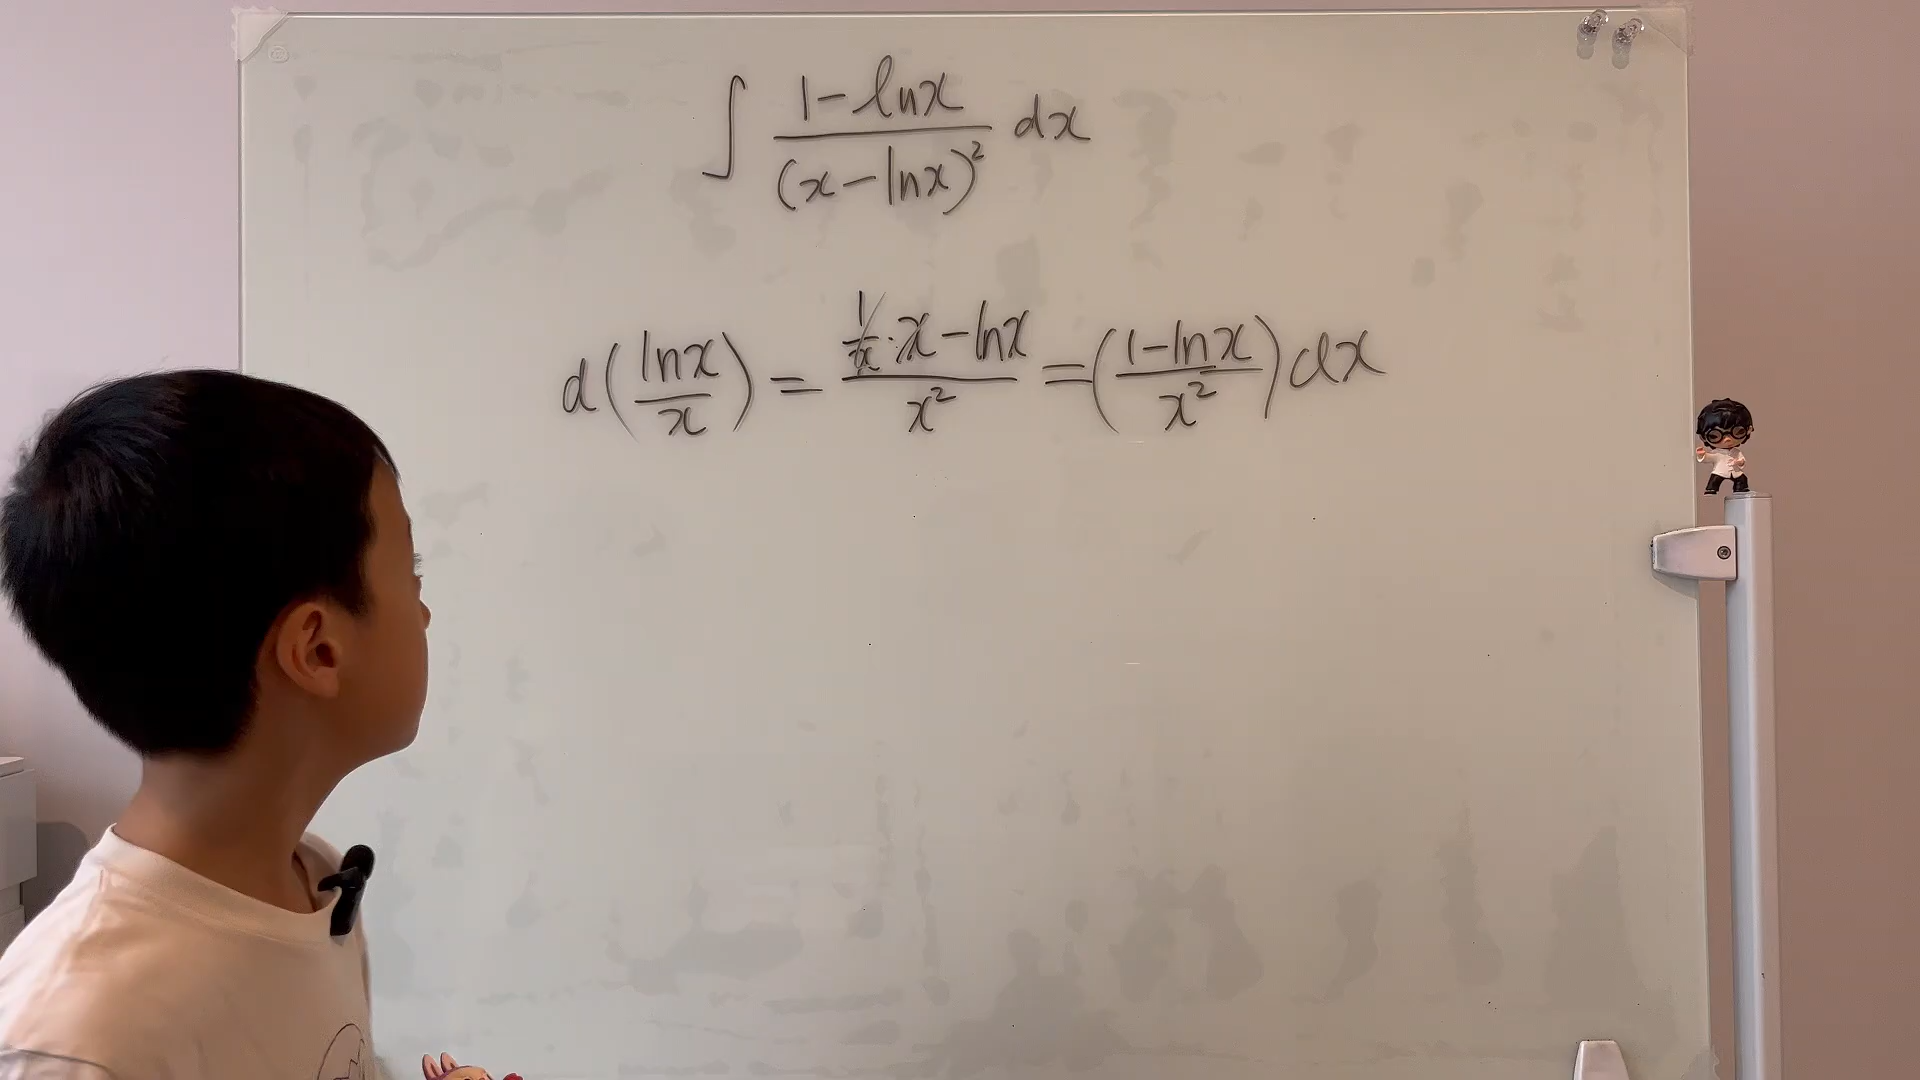 ∫ (1-lnx)/(x-lnx)² dx
d(lnx/x) = (1/x·x-lnx)/x² = ((1-lnx)/x²)dx